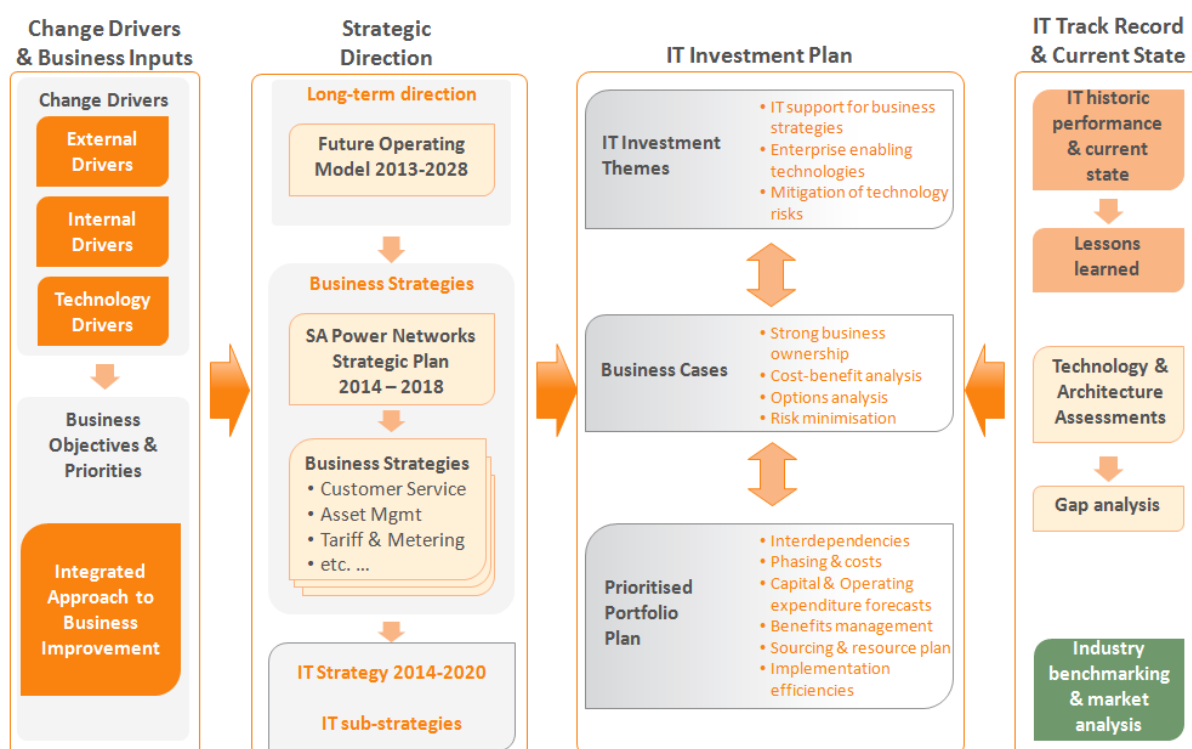 Change Drivers
& Business Inputs
Change Drivers
External
Drivers
Internal
Drivers
Technology
Drivers
Business
Objectives &
Priorities
Integrated
Approach to
Business
Improvement
Strategic
Direction
Long-term direction
Future Operating
Model 2013-2028
Business Strategies
SA Power Networks
Strategic Plan
2014 – 2018
Business Strategies
• Customer Service
• Asset Mgmt
• Tariff & Metering
• etc. ...
IT Strategy 2014-2020
IT sub-strategies
IT Investment Plan
IT Investment
Themes
• IT support for business
strategies
• Enterprise enabling
technologies
• Mitigation of technology
risks
Business Cases
• Strong business
ownership
• Cost-benefit analysis
• Options analysis
• Risk minimisation
Prioritised
Portfolio
Plan
• Interdependencies
• Phasing & costs
• Capital & Operating
expenditure forecasts
• Benefits management
• Sourcing & resource plan
• Implementation
efficiencies
IT Track Record
& Current State
IT historic
performance
& current
state
Lessons
learned
Technology &
Architecture
Assessments
Gap analysis
Industry
benchmarking
& market
analysis